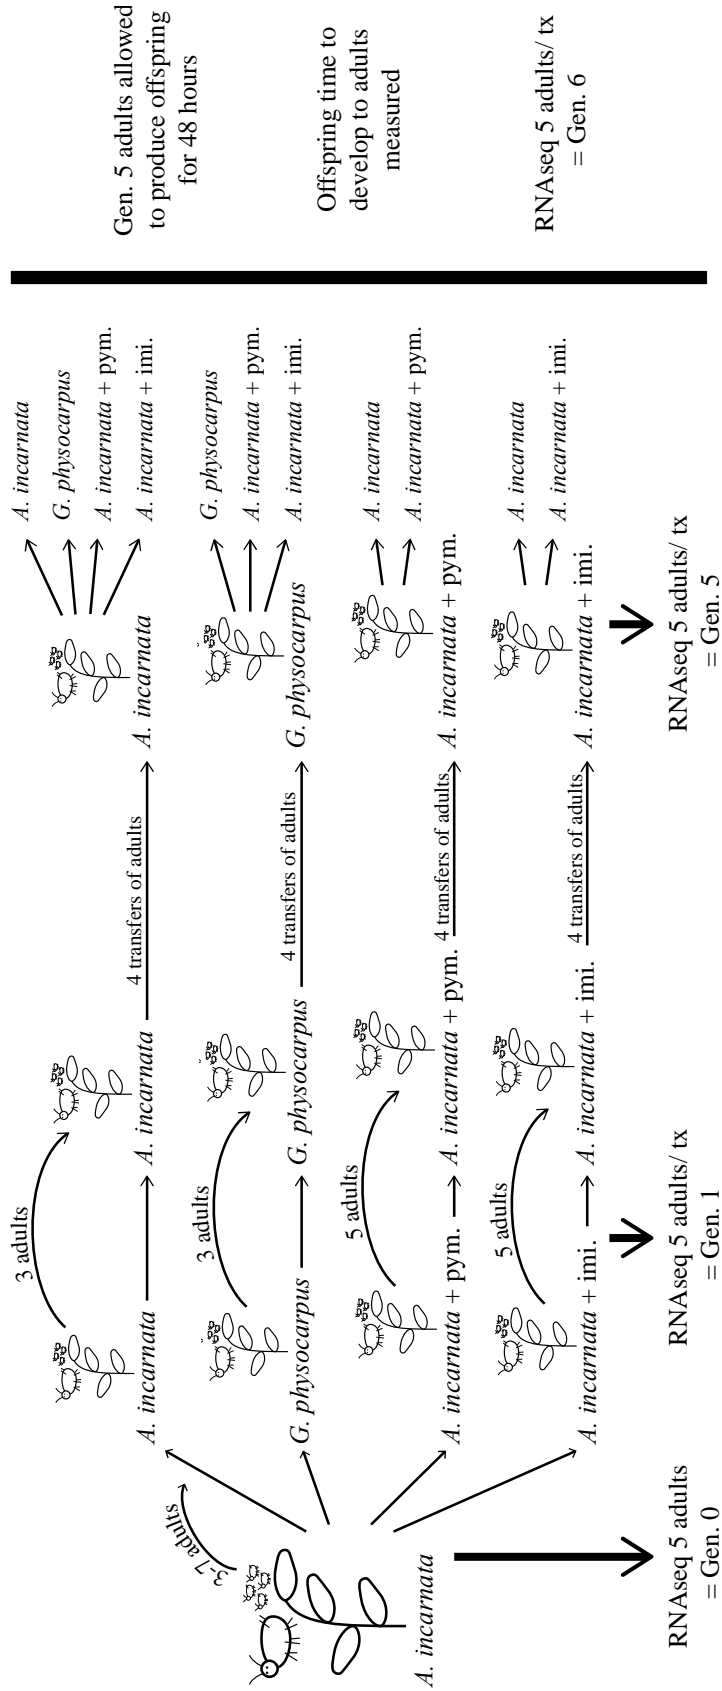 A. incarnata
3-7 adults
RNAseq 5 adults
= Gen. 0
A. incarnata
3 adults
A. incarnata
4 transfers of adults
A. incarnata
A. incarnata
G. physocarpus
A. incarnata + pym.
A. incarnata + imi.
G. physocarpus
3 adults
G. physocarpus
4 transfers of adults
G. physocarpus
G. physocarpus
A. incarnata + pym.
A. incarnata + imi.
A. incarnata + pym.
5 adults
A. incarnata + pym.
4 transfers of adults
A. incarnata + pym.
A. incarnata
A. incarnata + pym.
A. incarnata + imi.
5 adults
A. incarnata + imi.
4 transfers of adults
A. incarnata + imi.
A. incarnata
A. incarnata + imi.
RNAseq 5 adults/ tx
= Gen. 1
RNAseq 5 adults/ tx
= Gen. 5
Gen. 5 adults allowed
to produce offspring
for 48 hours
Offspring time to
develop to adults
measured
RNAseq 5 adults/ tx
= Gen. 6